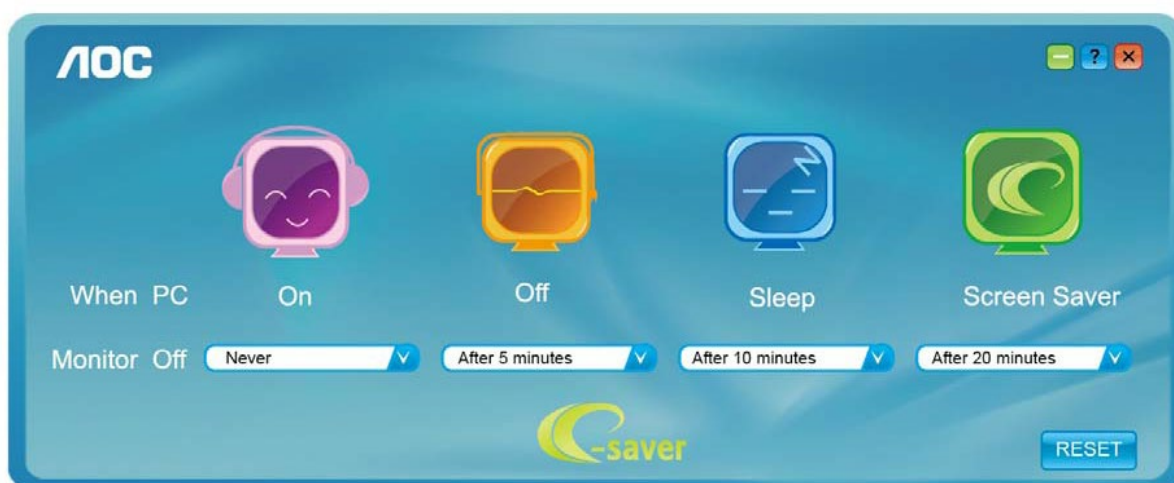 AOC
?
When PC On Off Sleep Screen Saver
Monitor Off Never After 5 minutes After 10 minutes After 20 minutes
e-saver
RESET